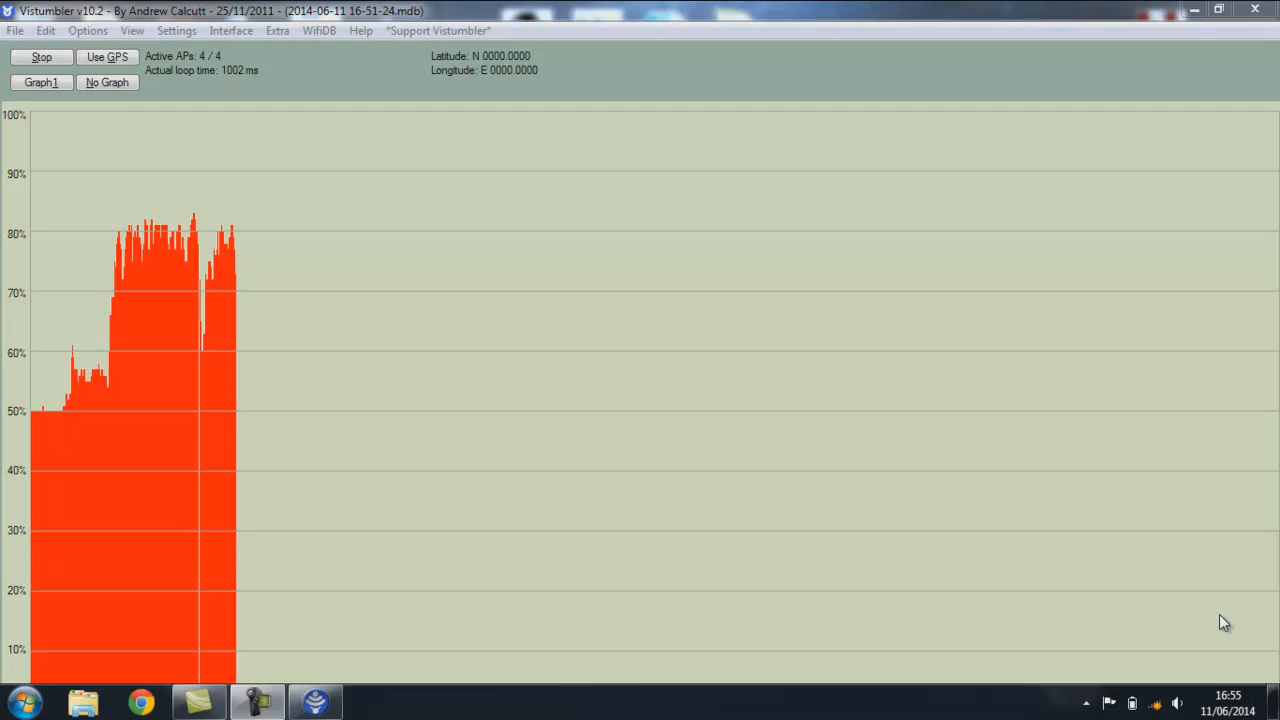 Vistumbler v10.2 - By Andrew Calcutt - 25/11/2011 - (2014-06-11 16-51-24.mdb)
File Edit Options View Settings Interface Extra WifiDB Help *Support Vistumbler*
Stop Use GPS Active APs: 4 / 4 Latitude: N 0000.0000
Actual loop time: 1002 ms Longitude: E 0000.0000
Graph1 No Graph
100%
90%
80%
70%
60%
50%
40%
30%
20%
10%
16:55
11/06/2014